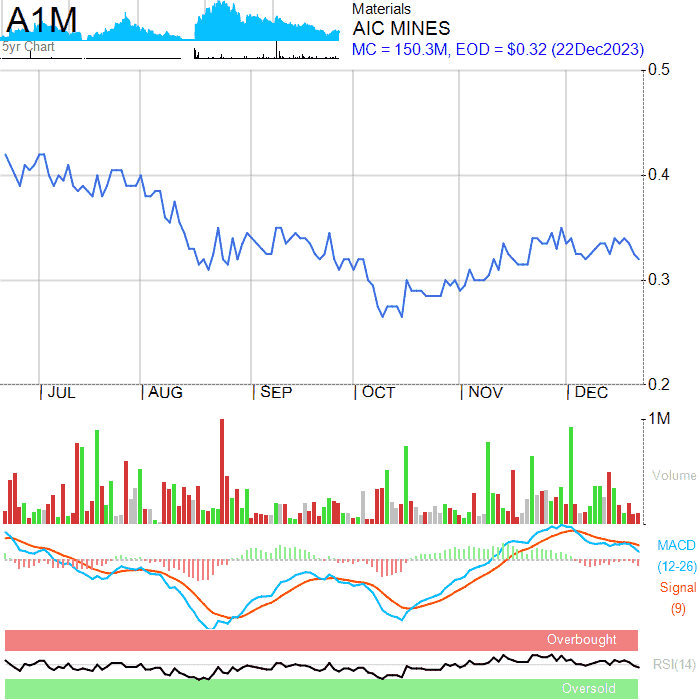 A1M
5yr Chart
Materials
AIC MINES
MC = 150.3M, EOD = $0.32 (22Dec2023)
0.5
0.4
0.3
0.2
JUL AUG SEP OCT NOV DEC
1M
Volume
MACD
(12-26)
Signal
(9)
Overbought
RSI(14)
Oversold